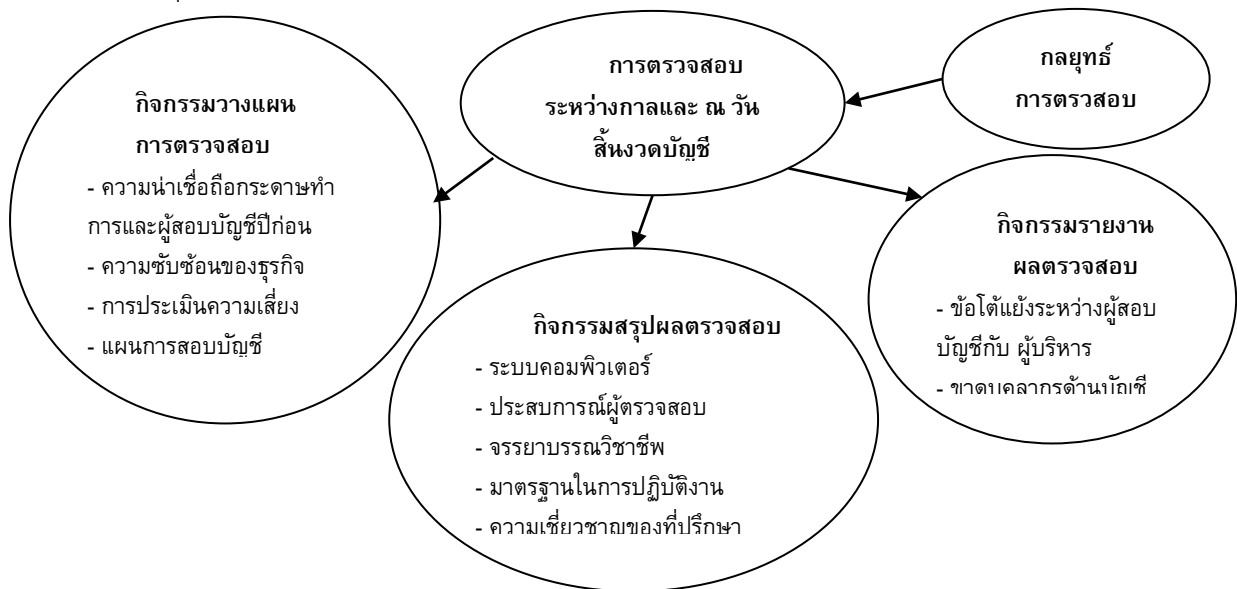 การตรวจสอบ
ระหว่างกาลและ ณ วัน
สิ้นงวดบัญชี
กลยุทธ์
การตรวสอบ
กิจกรรมวางแผน
การตรวจสอบ
- ความน่าเชื่อถือกระดาษทำ
การและผู้สอบบัญชีปีก่อน
- ความซับซ้อนของธุรกิจ
- การประเมินความเสี่ยง
- แผนการสอบบัญชี
กิจกรรมสรุปผลตรวจสอบ
- ระบบคอมพิวเตอร์
- ประสบการณ์ผู้ตรวจสอบ
- จรรยาบรรณวิชาชีพ
- มาตรฐานในการปฏิบัติงาน
- ความเชี่ยวชาญของที่ปรึกษา
กิจกรรมรายงาน
ผลตรวจสอบ
- ข้อโต้แย้งระหว่างผู้สอบ
บัญชีกับ ผู้บริหาร
- ขาดบุคลากรด้านบัญชี